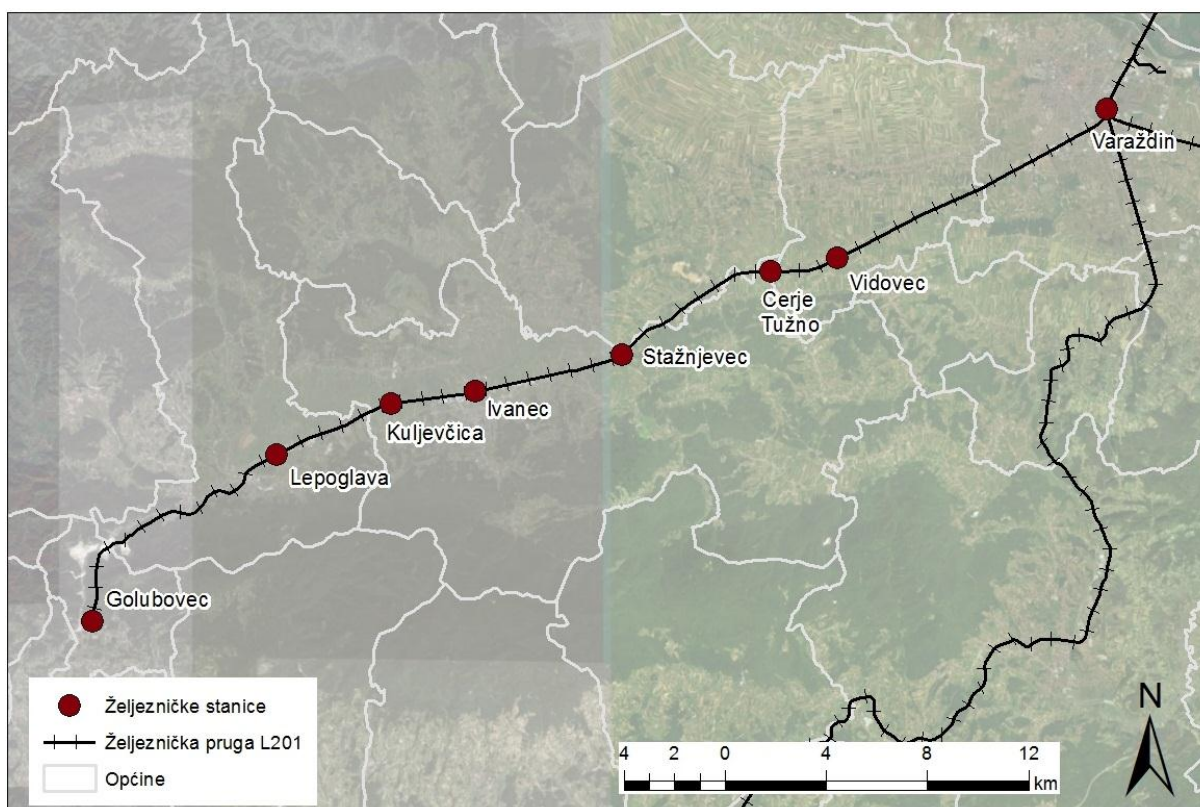 Varaždin
Vidovec
Cerje
Tužno
Stažnjevec
Ivanec
Kuljevčica
Lepoglava
Golubovec
Željezničke stanice
Željeznička pruga L201
Općine
4 2 0 4 8 12
km
N